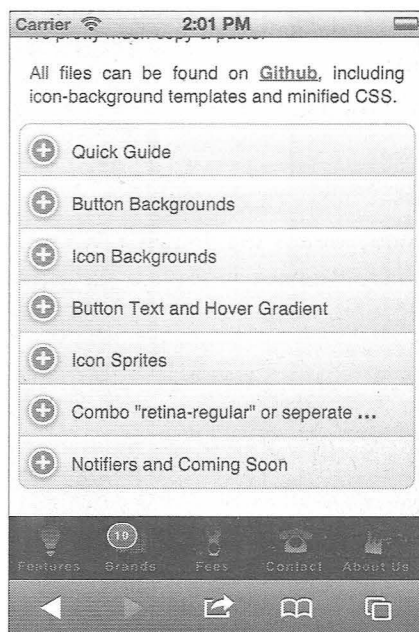 Carrier 2:01 PM
All files can be found on Github, including
icon-background templates and minified CSS.
Quick Guide
Button Backgrounds
Icon Backgrounds
Button Text and Hover Gradient
Icon Sprites
Combo "retina-regular" or seperate ...
Notifiers and Coming Soon
10
Features Brands Fees Contact About Us